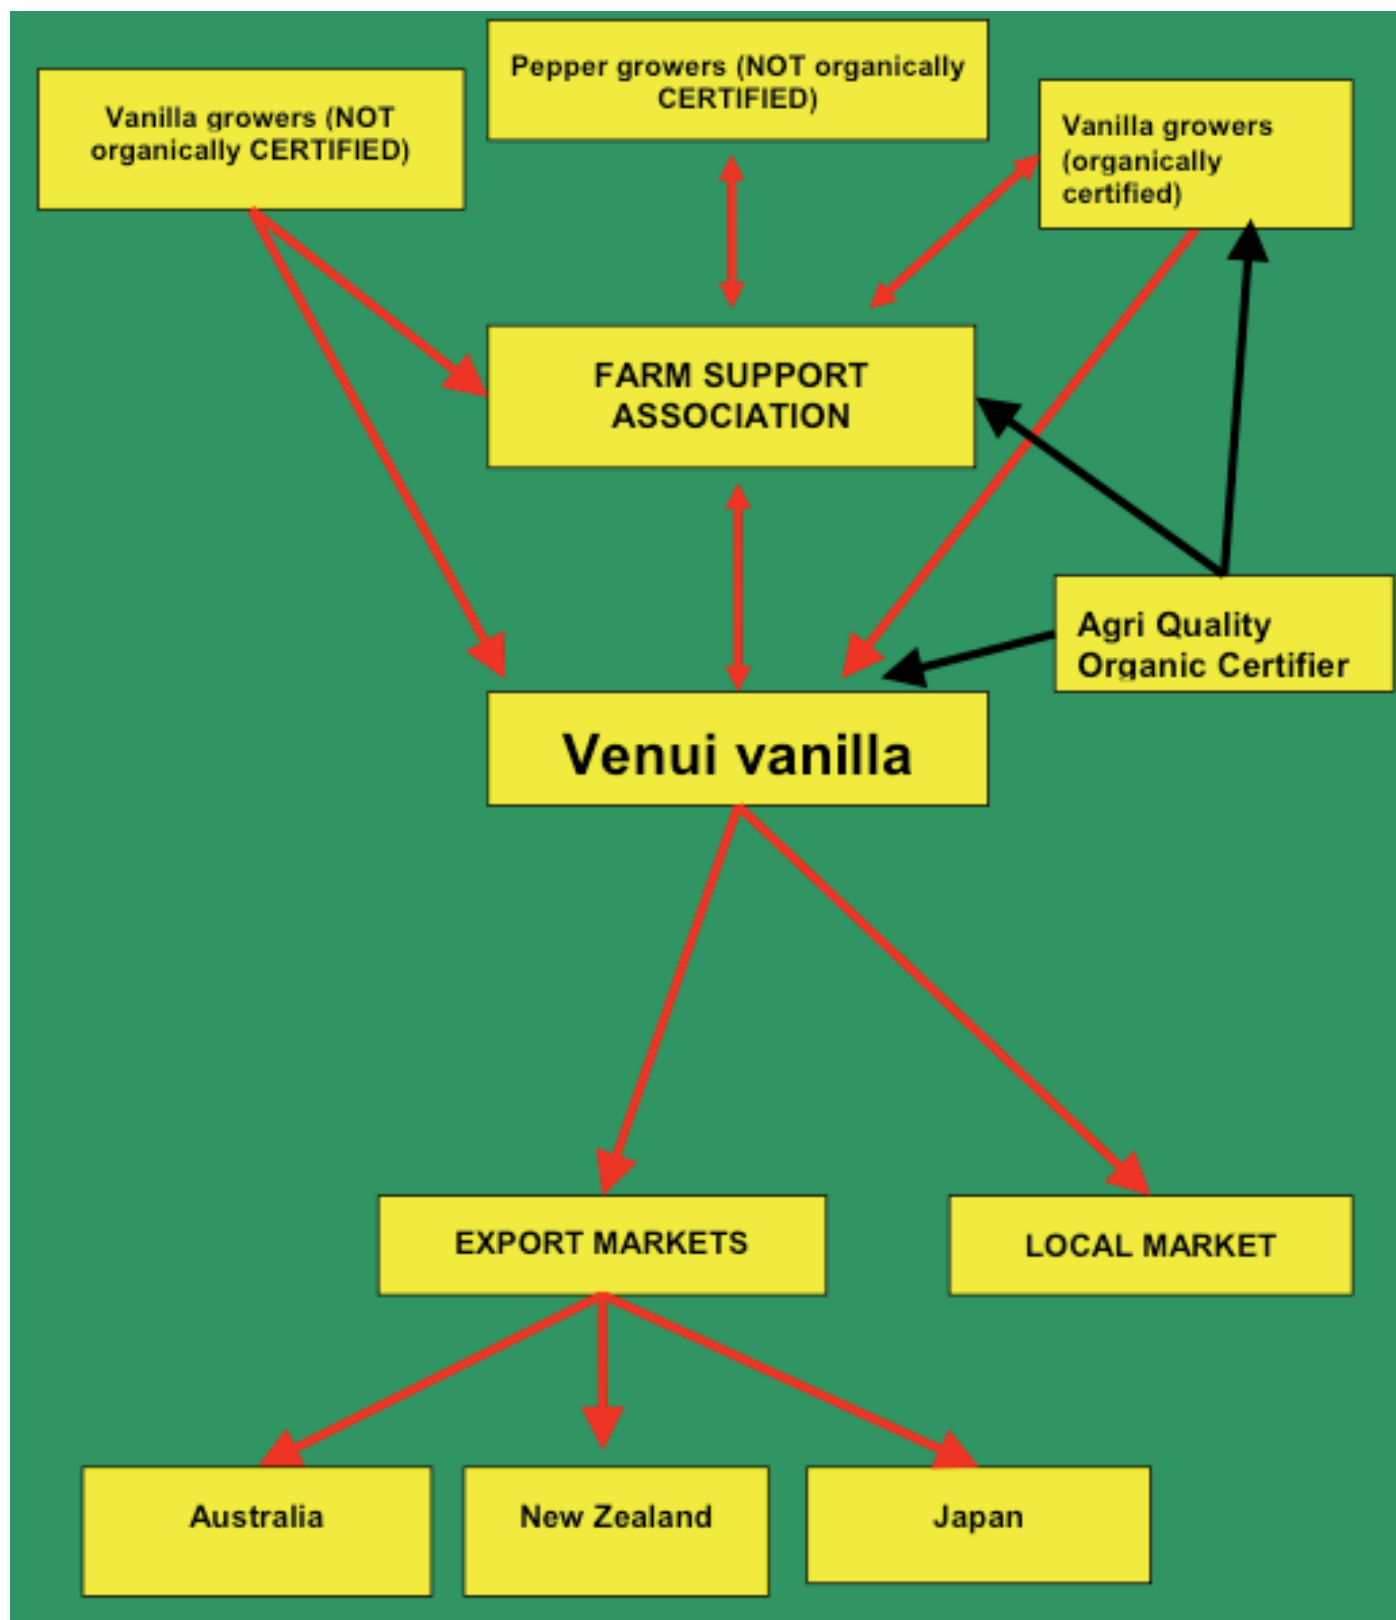 Pepper growers (NOT organically
CERTIFIED)
Vanilla growers (NOT
organically CERTIFIED)
Vanilla growers
(organically
certified)
FARM SUPPORT
ASSOCIATION
Agri Quality
Organic Certifier
Venui vanilla
EXPORT MARKETS
LOCAL MARKET
Australia
New Zealand
Japan